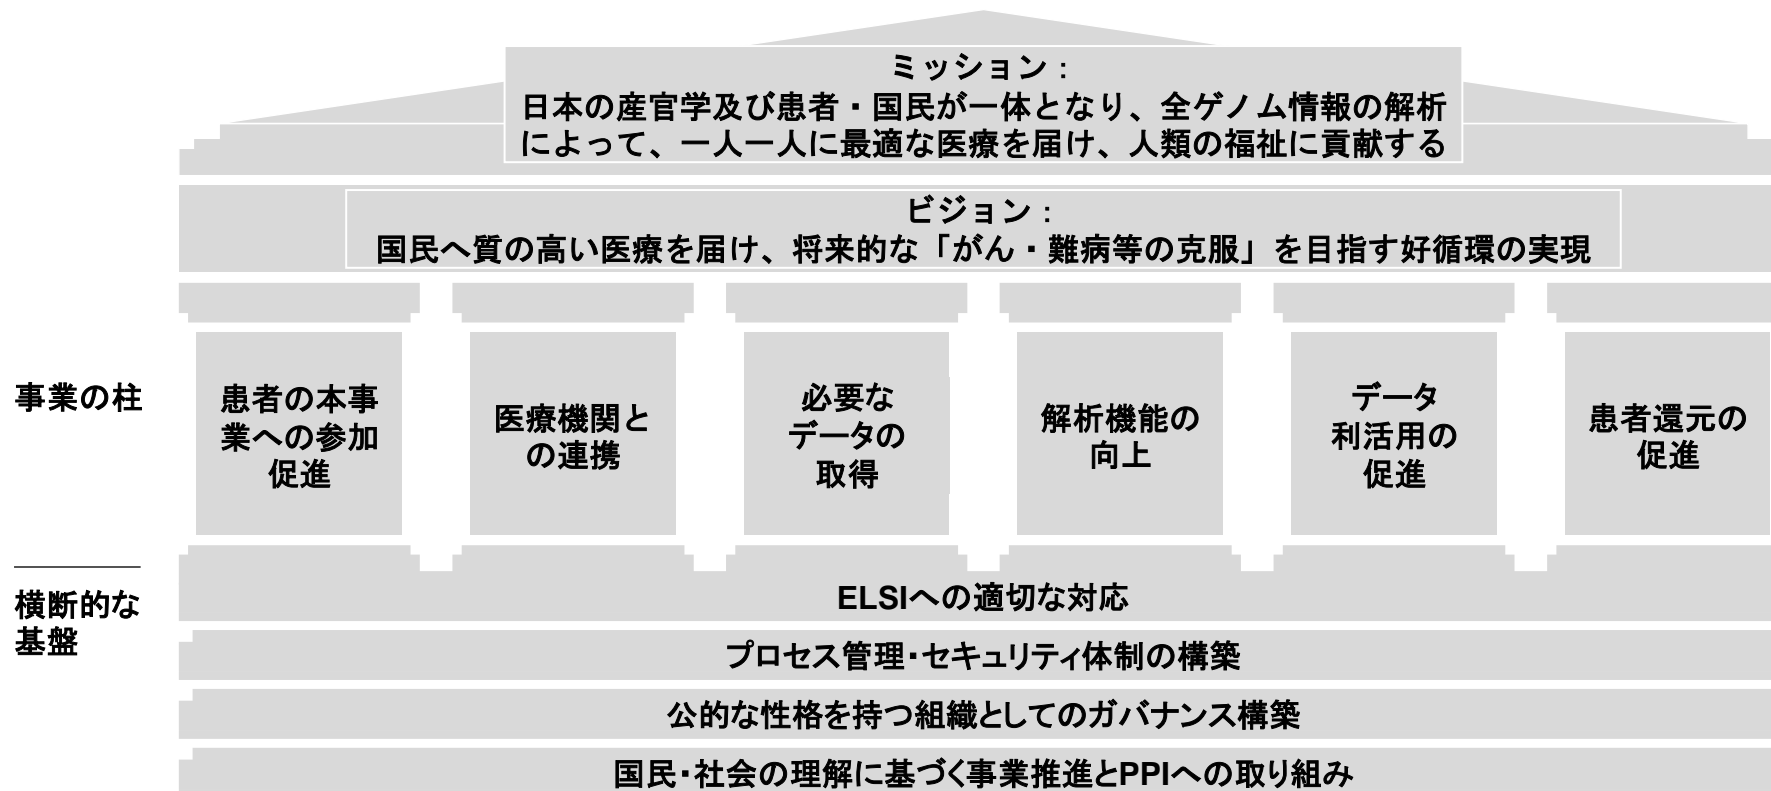 ミッション：
日本の産官学及び患者・国民が一体となり、全ゲノム情報の解析
によって、一人一人に最適な医療を届け、人類の福祉に貢献する
ビジョン：
国民へ質の高い医療を届け、将来的な「がん・難病等の克服」を目指す好循環の実現
事業の柱
患者の本事
業への参加
促進
医療機関と
の連携
必要な
データの
取得
解析機能の
向上
データ
利活用の
促進
患者還元の
促進
横断的な
基盤
ELSIへの適切な対応
プロセス管理・セキュリティ体制の構築
公的な性格を持つ組織としてのガバナンス構築
国民・社会の理解に基づく事業推進とPPIへの取り組み